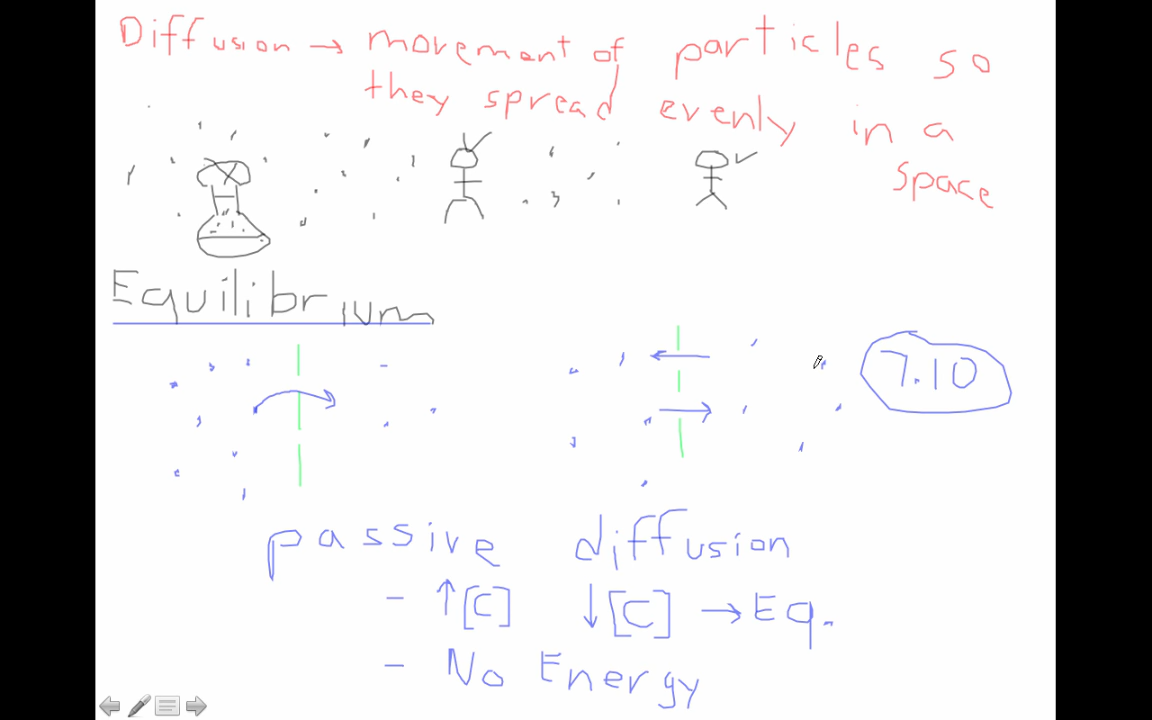 Diffusion → movement of particles so
they spread evenly in a
space
Equilibrium
7.10
passive diffusion
- ↑[C] ↓[C] → Eq.
- No Energy